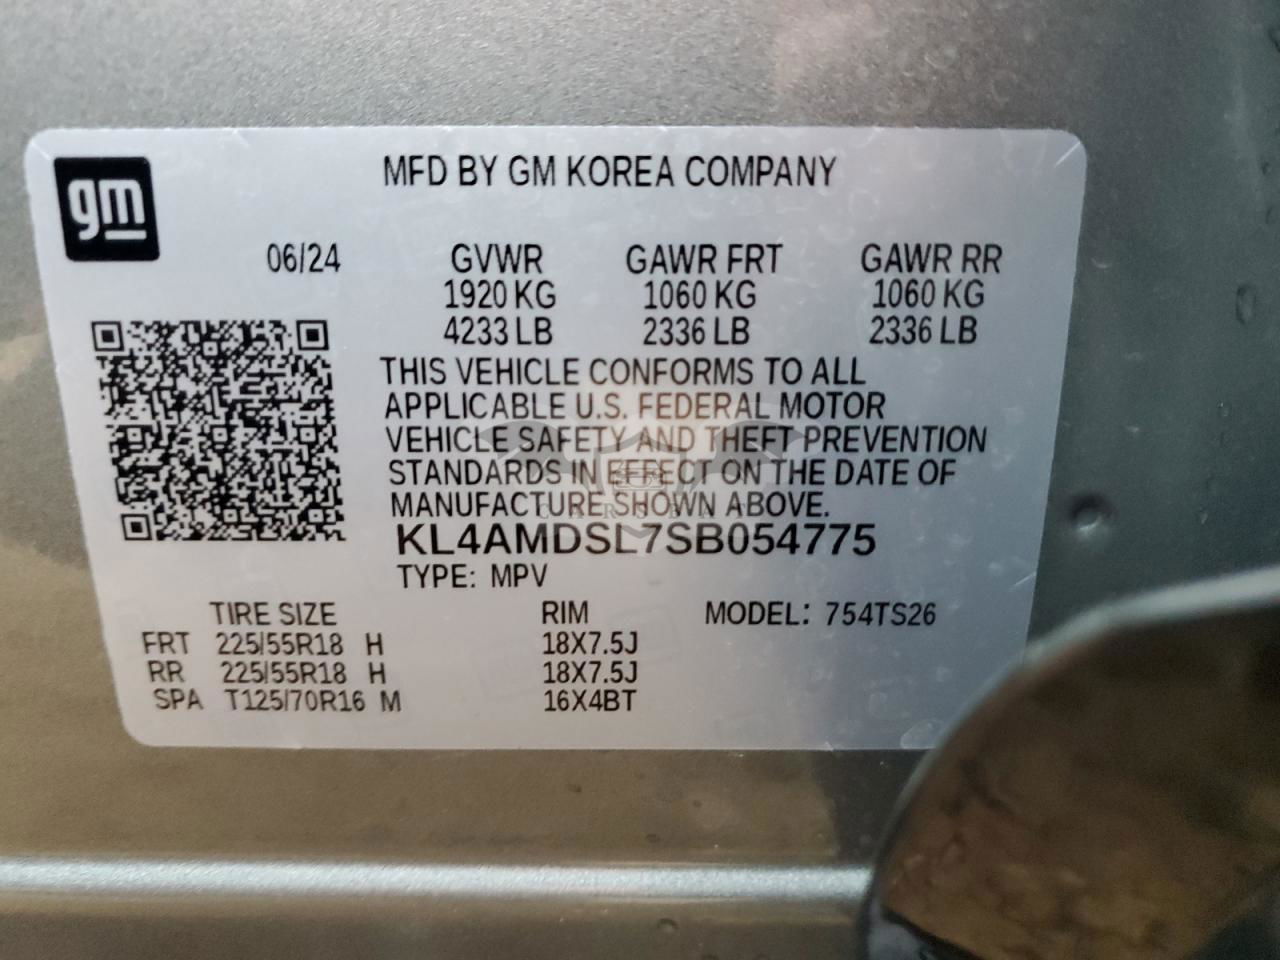 gm
MFD BY GM KOREA COMPANY
06/24 GVWR GAWR FRT GAWR RR
1920 KG 1060 KG 1060 KG
4233 LB 2336 LB 2336 LB
THIS VEHICLE CONFORMS TO ALL
APPLICABLE U.S. FEDERAL MOTOR
VEHICLE SAFETY AND THEFT PREVENTION
STANDARDS IN EFFECT ON THE DATE OF
MANUFACTURE SHOWN ABOVE.
KL4AMDSL7SB054775
TYPE: MPV
TIRE SIZE RIM MODEL: 754TS26
FRT 225/55R18 H 18X7.5J
RR 225/55R18 H 18X7.5J
SPA T125/70R16 M 16X4BT